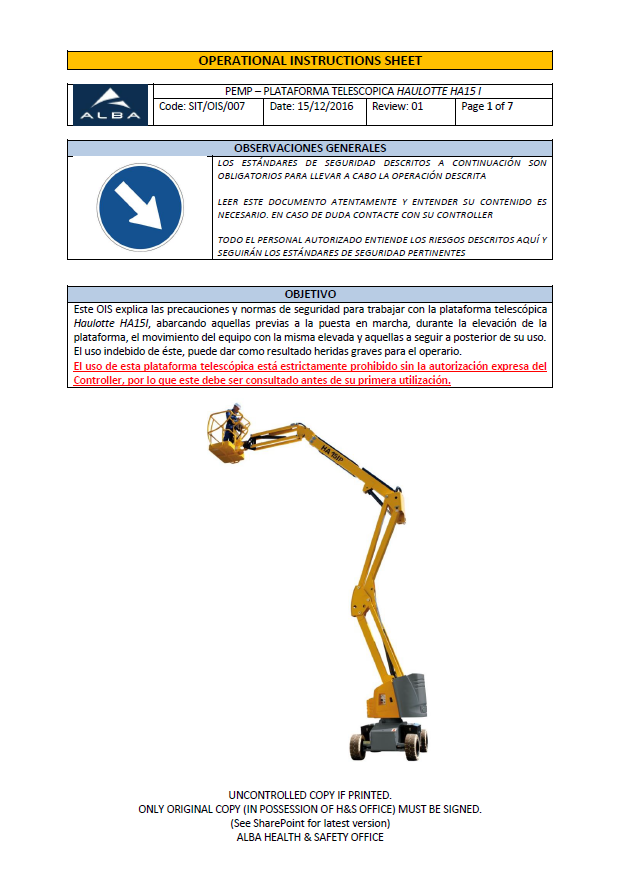 OPERATIONAL INSTRUCTIONS SHEET
ALBA
PEMP – PLATAFORMA TELESCOPICA HAULOTTE HA15 I
Code: SIT/OIS/007
Date: 15/12/2016
Review: 01
Page 1 of 7
OBSERVACIONES GENERALES
LOS ESTÁNDARES DE SEGURIDAD DESCRITOS A CONTINUACIÓN SON
OBLIGATORIOS PARA LLEVAR A CABO LA OPERACIÓN DESCRITA
LEER ESTE DOCUMENTO ATENTAMENTE Y ENTENDER SU CONTENIDO ES
NECESARIO. EN CASO DE DUDA CONTACTE CON SU CONTROLLER
TODO EL PERSONAL AUTORIZADO ENTIENDE LOS RIESGOS DESCRITOS AQUÍ Y
SEGUIRÁN LOS ESTÁNDARES DE SEGURIDAD PERTINENTES
OBJETIVO
Este OIS explica las precauciones y normas de seguridad para trabajar con la plataforma telescópica
Haulotte HA15I, abarcando aquellas previas a la puesta en marcha, durante la elevación de la
plataforma, el movimiento del equipo con la misma elevada y aquellas a seguir a posterior de su uso.
El uso indebido de éste, puede dar como resultado heridas graves para el operario.
El uso de esta plataforma telescópica está estrictamente prohibido sin la autorización expresa del
Controller, por lo que este debe ser consultado antes de su primera utilización.
HA 15IP
UNCONTROLLED COPY IF PRINTED.
ONLY ORIGINAL COPY (IN POSSESSION OF H&S OFFICE) MUST BE SIGNED.
(See SharePoint for latest version)
ALBA HEALTH & SAFETY OFFICE